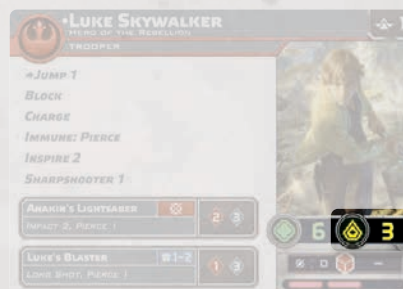 •LUKE SKYWALKER
HERO OF THE REBELLION
TROOPER
JUMP 1
BLOCK
CHARGE
IMMUNE: PIERCE
INSPIRE 2
SHARPSHOOTER 1
ANAKIN'S LIGHTSABER
2 3
IMPACT 2, PIERCE 1
6 3
LUKE'S BLASTER 1-2
1 3
LONG SHOT, PIERCE 1
–